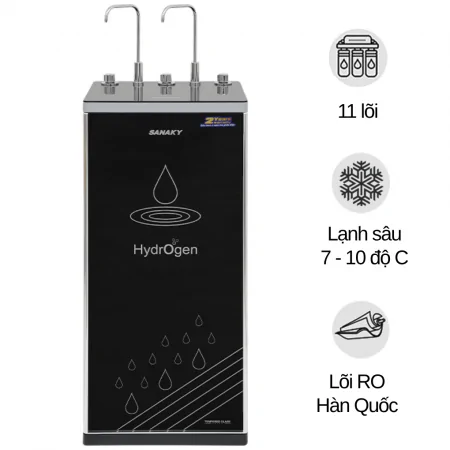 SANAKY
HydrOgen
11 lõi
Lạnh sâu
7 - 10 độ C
Lõi RO
Hàn Quốc